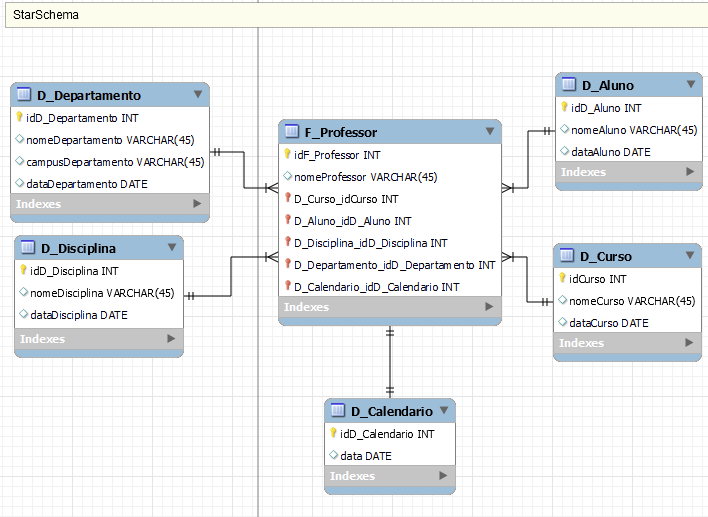 StarSchema
D_Departamento
idD_Departamento INT
nomeDepartamento VARCHAR(45)
campusDepartamento VARCHAR(45)
dataDepartamento DATE
Indexes
D_Disciplina
idD_Disciplina INT
nomeDisciplina VARCHAR(45)
dataDisciplina DATE
Indexes
F_Professor
idF_Professor INT
nomeProfessor VARCHAR(45)
D_Curso_idCurso INT
D_Aluno_idD_Aluno INT
D_Disciplina_idD_Disciplina INT
D_Departamento_idD_Departamento INT
D_Calendario_idD_Calendario INT
Indexes
D_Calendario
idD_Calendario INT
data DATE
Indexes
D_Aluno
idD_Aluno INT
nomeAluno VARCHAR(45)
dataAluno DATE
Indexes
D_Curso
idCurso INT
nomeCurso VARCHAR(45)
dataCurso DATE
Indexes